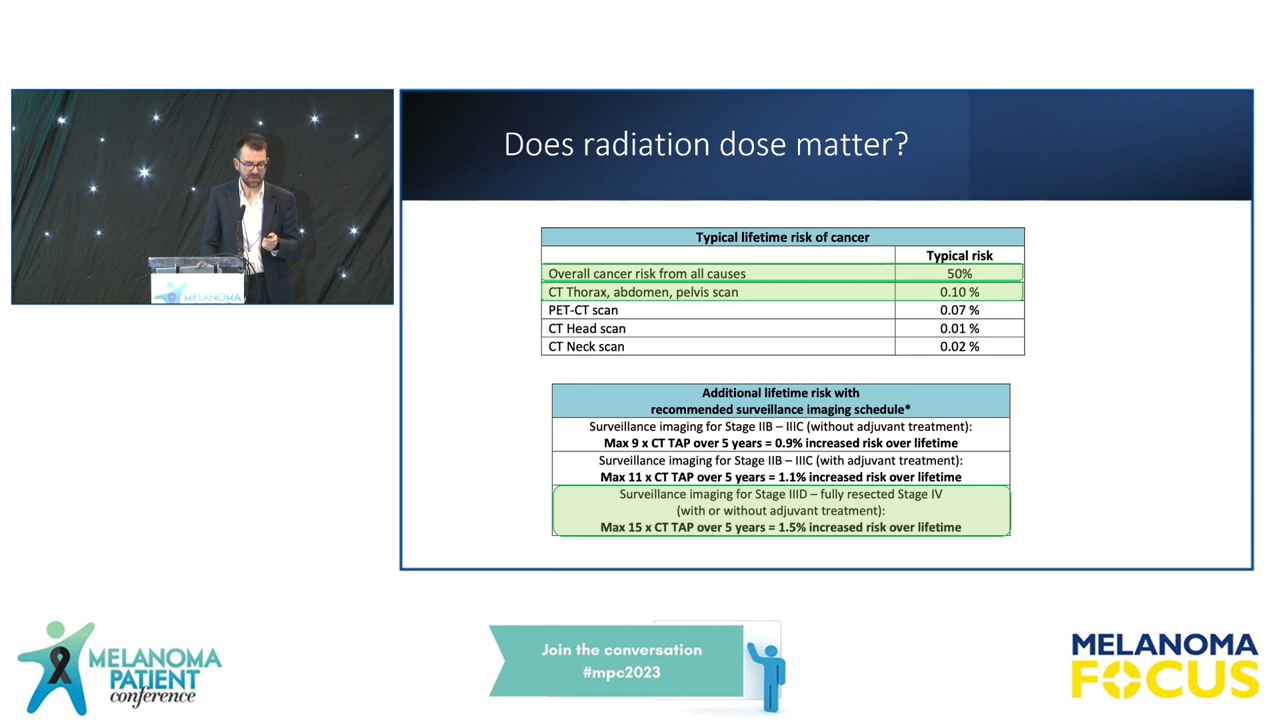 Does radiation dose matter?
Typical lifetime risk of cancer
Typical risk
Overall cancer risk from all causes 50%
CT Thorax, abdomen, pelvis scan 0.10 %
PET-CT scan 0.07 %
CT Head scan 0.01 %
CT Neck scan 0.02 %
Additional lifetime risk with
recommended surveillance imaging schedule*
Surveillance imaging for Stage IIB – IIIC (without adjuvant treatment):
Max 9 x CT TAP over 5 years = 0.9% increased risk over lifetime
Surveillance imaging for Stage IIB – IIIC (with adjuvant treatment):
Max 11 x CT TAP over 5 years = 1.1% increased risk over lifetime
Surveillance imaging for Stage IIID – fully resected Stage IV
(with or without adjuvant treatment):
Max 15 x CT TAP over 5 years = 1.5% increased risk over lifetime
MELANOMA
MELANOMA
PATIENT
conference
Join the conversation
#mpc2023
MELANOMA
FOCUS